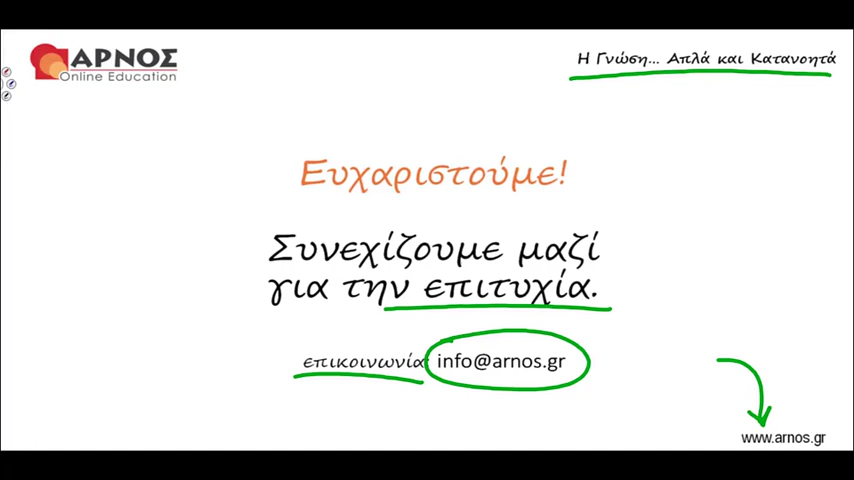 ΑΡΝΟΣ
Online Education
Η Γνώση... Απλά και Κατανοητά
Ευχαριστούμε!
Συνεχίζουμε μαζί
για την επιτυχία.
επικοινωνία: info@arnos.gr
www.arnos.gr